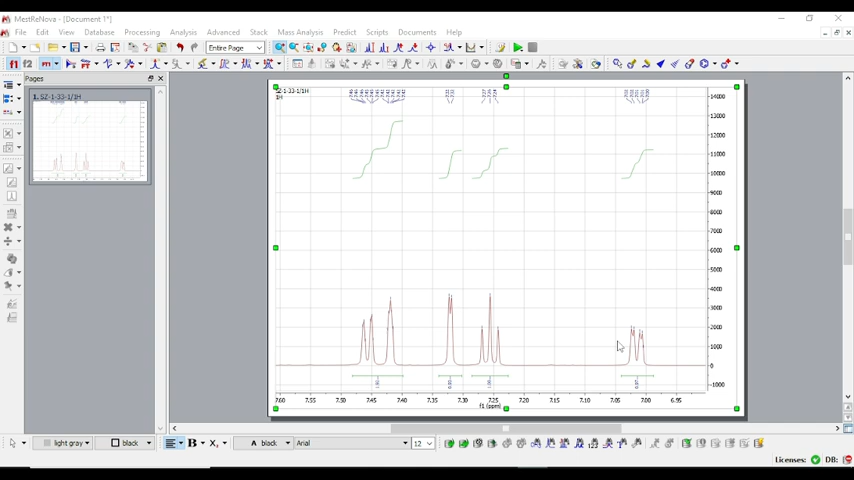 MestReNova - [Document 1*]
File Edit View Database Processing Analysis Advanced Stack Mass Analysis Predict Scripts Documents Help
Entire Page
f1 f2
Pages
1. SZ-1-33-1/1H
SZ-1-33-1/1H
1H
14000
13000
12000
11000
10000
9000
8000
7000
6000
5000
4000
3000
2000
1000
0
-1000
7.60 7.55 7.50 7.45 7.40 7.35 7.30 7.25 7.20 7.15 7.10 7.05 7.00 6.95
f1 (ppm)
light gray black B X, A black Arial 12
Licenses: DB: